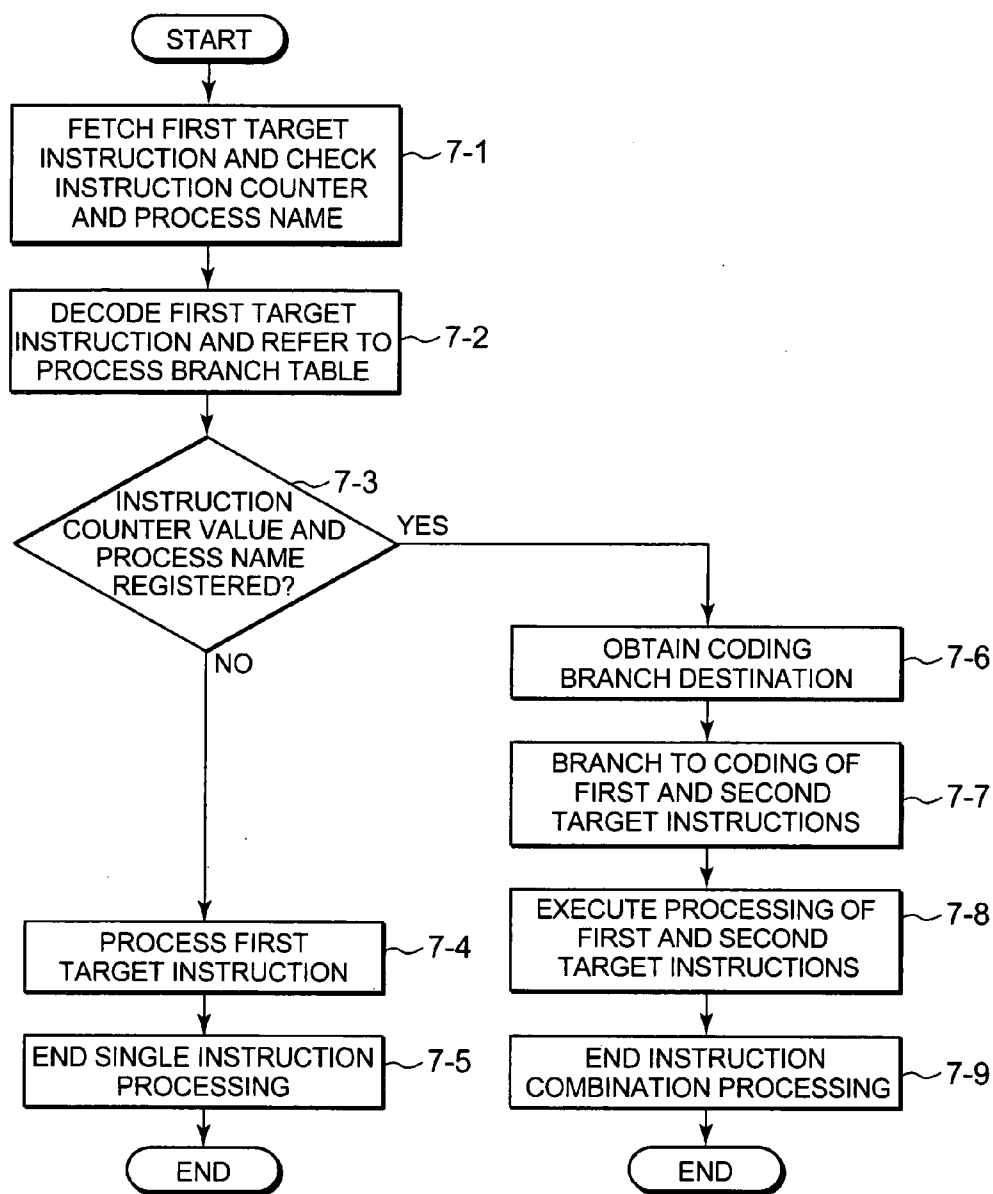 START
FETCH FIRST TARGET
INSTRUCTION AND CHECK
INSTRUCTION COUNTER
AND PROCESS NAME
7-1
DECODE FIRST TARGET
INSTRUCTION AND REFER TO
PROCESS BRANCH TABLE
7-2
7-3
INSTRUCTION
COUNTER VALUE AND
PROCESS NAME
REGISTERED?
YES
NO
PROCESS FIRST
TARGET INSTRUCTION
7-4
END SINGLE INSTRUCTION
PROCESSING
7-5
END
OBTAIN CODING
BRANCH DESTINATION
7-6
BRANCH TO CODING OF
FIRST AND SECOND
TARGET INSTRUCTIONS
7-7
EXECUTE PROCESSING OF
FIRST AND SECOND
TARGET INSTRUCTIONS
7-8
END INSTRUCTION
COMBINATION PROCESSING
7-9
END